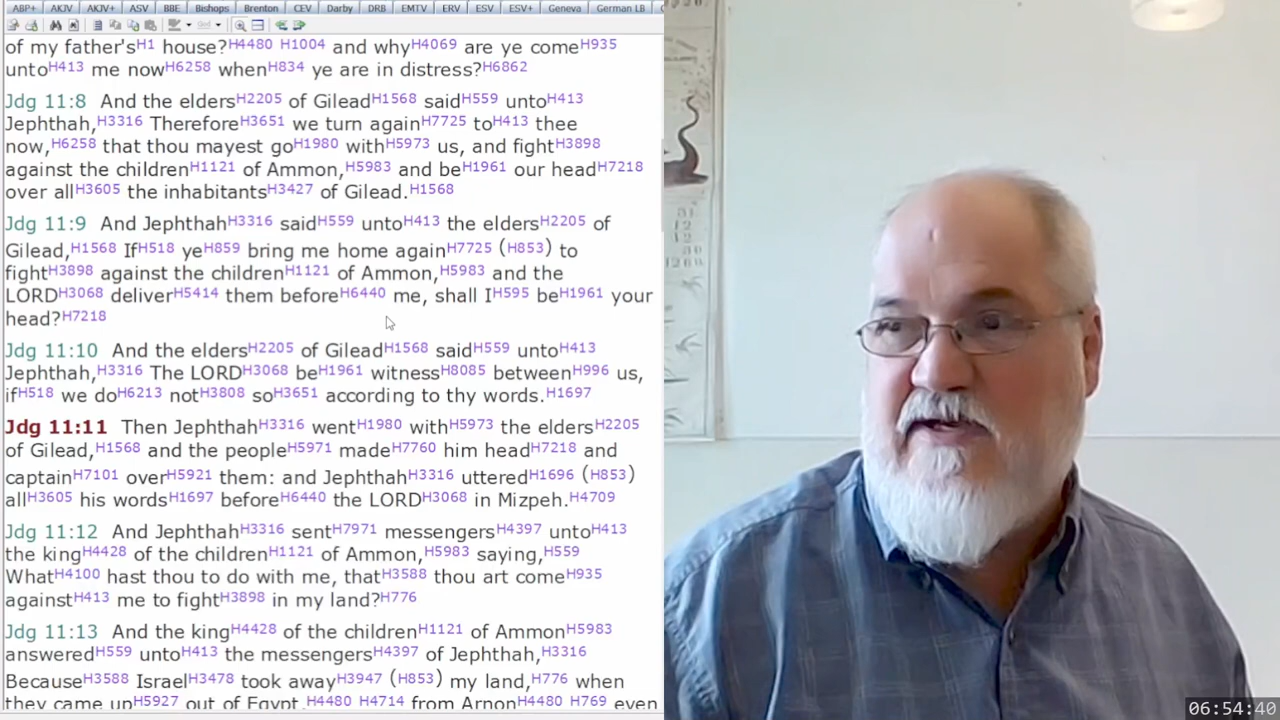 ABP+ AKJV AKJV+ ASV BBE Bishops Brenton CEV Darby DRB EMTV ERV ESV ESV+ Geneva German LB
of my father'sH1 house?H4480 H1004 and whyH4069 are ye comeH935
untoH413 me nowH6258 whenH834 ye are in distress?H6862
Jdg 11:8 And the eldersH2205 of GileadH1568 saidH559 untoH413
Jephthah,H3316 ThereforeH3651 we turn againH7725 toH413 thee
now,H6258 that thou mayest goH1980 withH5973 us, and fightH3898
against the childrenH1121 of Ammon,H5983 and beH1961 our headH7218
over allH3605 the inhabitantsH3427 of Gilead.H1568
Jdg 11:9 And JephthahH3316 saidH559 untoH413 the eldersH2205 of
Gilead,H1568 IfH518 yeH859 bring me home againH7725 (H853) to
fightH3898 against the childrenH1121 of Ammon,H5983 and the
LORDH3068 deliverH5414 them beforeH6440 me, shall IH595 beH1961 your
head?H7218
Jdg 11:10 And the eldersH2205 of GileadH1568 saidH559 untoH413
Jephthah,H3316 The LORDH3068 beH1961 witnessH8085 betweenH996 us,
ifH518 we doH6213 notH3808 soH3651 according to thy words.H1697
Jdg 11:11 Then JephthahH3316 wentH1980 withH5973 the eldersH2205
of Gilead,H1568 and the peopleH5971 madeH7760 him headH7218 and
captainH7101 overH5921 them: and JephthahH3316 utteredH1696 (H853)
allH3605 his wordsH1697 beforeH6440 the LORDH3068 in Mizpeh.H4709
Jdg 11:12 And JephthahH3316 sentH7971 messengersH4397 untoH413
the kingH4428 of the childrenH1121 of Ammon,H5983 saying,H559
WhatH4100 hast thou to do with me, thatH3588 thou art comeH935
againstH413 me to fightH3898 in my land?H776
Jdg 11:13 And the kingH4428 of the childrenH1121 of AmmonH5983
answeredH559 untoH413 the messengersH4397 of Jephthah,H3316
BecauseH3588 IsraelH3478 took awayH3947 (H853) my land,H776 when
they came upH5927 out of Egypt,H4480 H4714 from ArnonH4480 H769 even
06:54:40